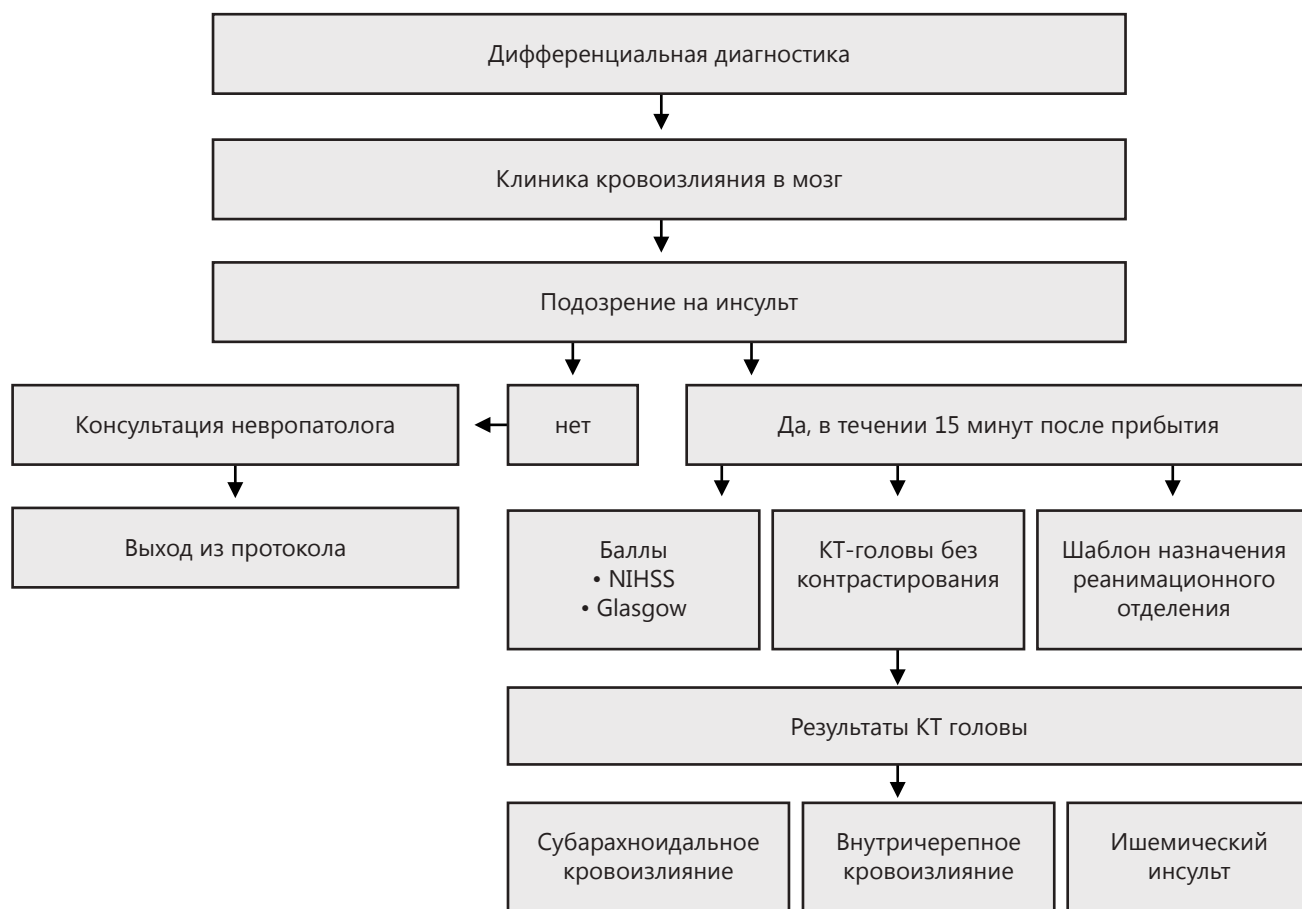 Дифференциальная диагностика
Клиника кровоизлияния в мозг
Подозрение на инсульт
Консультация невропатолога
нет
Да, в течении 15 минут после прибытия
Выход из протокола
Баллы
• NIHSS
• Glasgow
КТ-головы без
контрастирования
Шаблон назначения
реанимационного
отделения
Результаты КТ головы
Субарахноидальное
кровоизлияние
Внутричерепное
кровоизлияние
Ишемический
инсульт